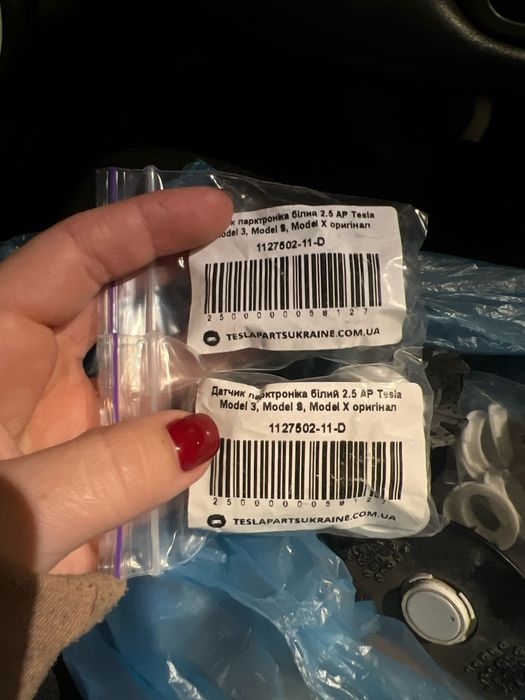 парктроніка білий 2.5 AP Tesla
Model 3, Model S, Model X оригінал
1127502-11-D
2500000058127
TESLAPARTSUKRAINE.COM.UA
Датчик парктроніка білий 2.5 AP Tesla
Model 3, Model S, Model X оригінал
1127502-11-D
2500000058127
TESLAPARTSUKRAINE.COM.UA